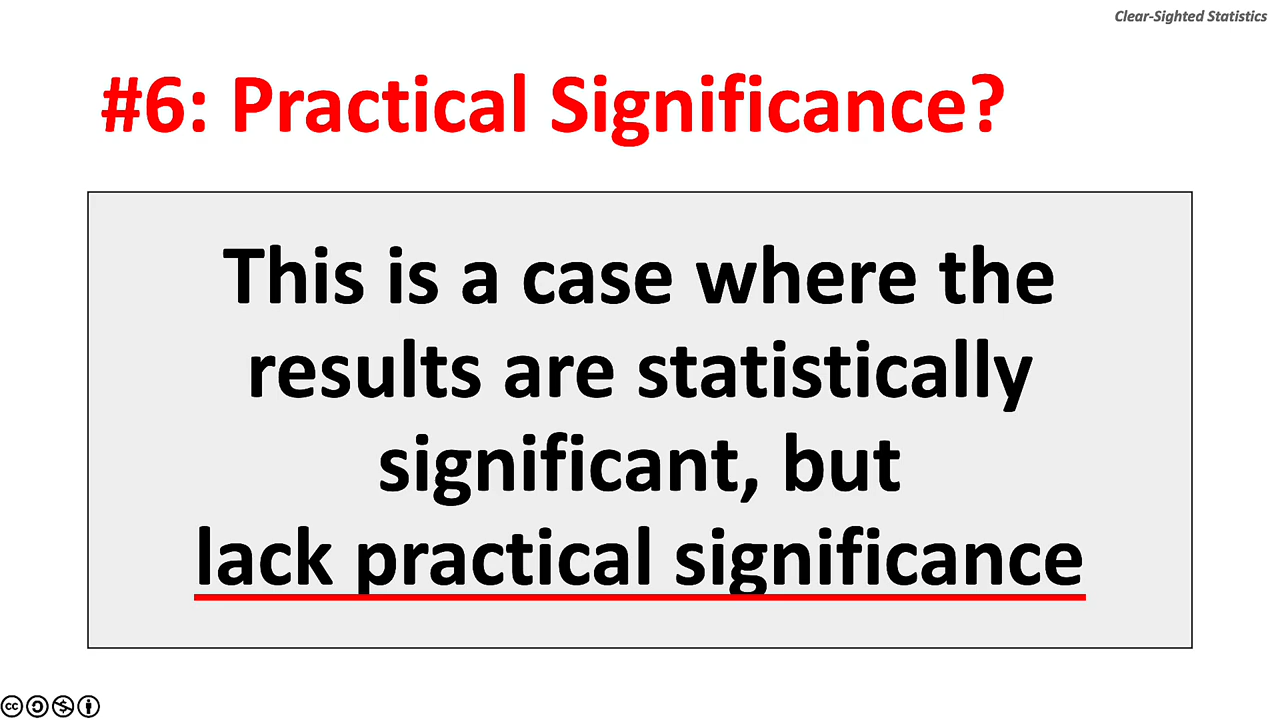 Clear-Sighted Statistics
#6: Practical Significance?
This is a case where the
results are statistically
significant, but
lack practical significance